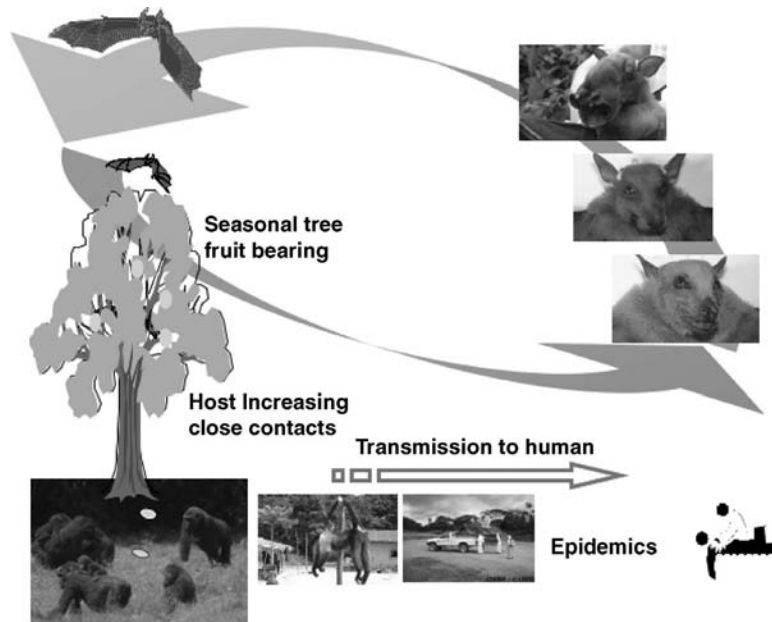 Seasonal tree
fruit bearing
Host Increasing
close contacts
Transmission to human
Epidemics